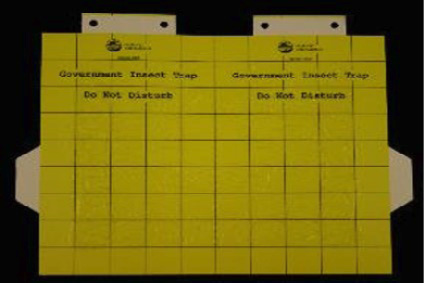 Government Insect Trap
Do Not Disturb
Government Insect Trap
Do Not Disturb